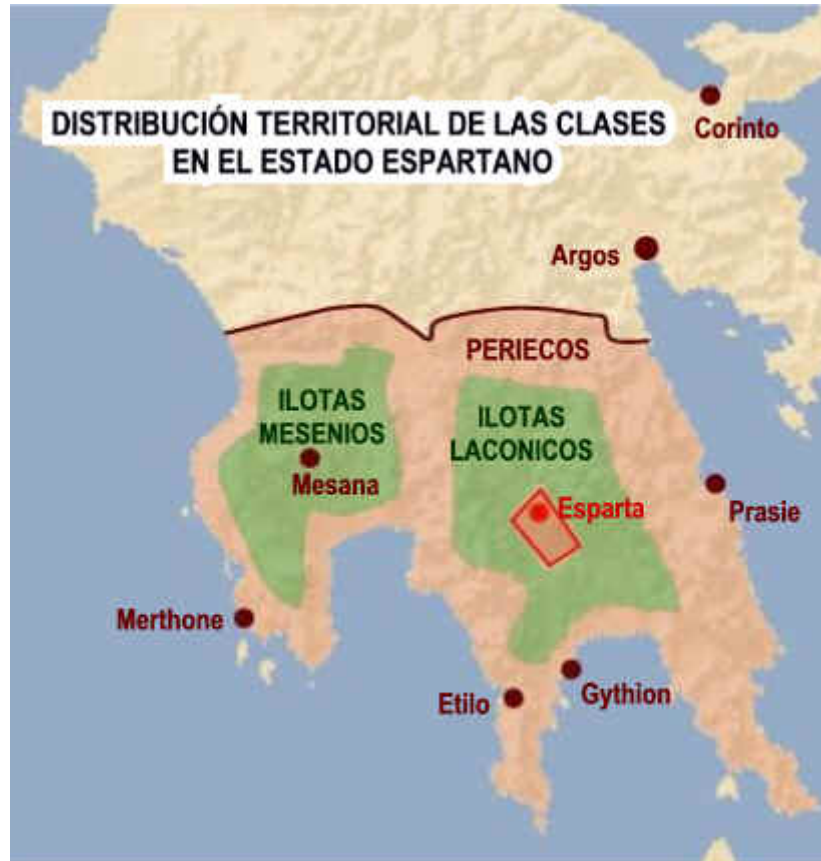 DISTRIBUCIÓN TERRITORIAL DE LAS CLASES
EN EL ESTADO ESPARTANO
Corinto
Argos
PERIECOS
ILOTAS
MESENIOS
Mesana
ILOTAS
LACONICOS
Esparta
Prasie
Merthone
Etilo
Gythion